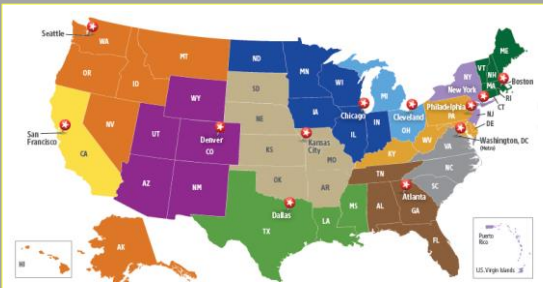 Seattle
WA
MT
ND
MN
OR
ID
SD
WI
MI
NY
VT
NH
ME
MA
Boston
New York
RI
CT
WY
IA
Chicago
Cleveland
Philadelphia
PA
NJ
DE
San
Francisco
NV
UT
Denver
CO
NE
IL
IN
OH
WV
Washington, DC
(Metro)
CA
KS
Kansas
City
MO
KY
VA
AZ
NM
OK
AR
TN
NC
SC
Atlanta
Dallas
TX
LA
MS
AL
GA
FL
AK
HI
Puerto
Rico
U.S. Virgin Islands